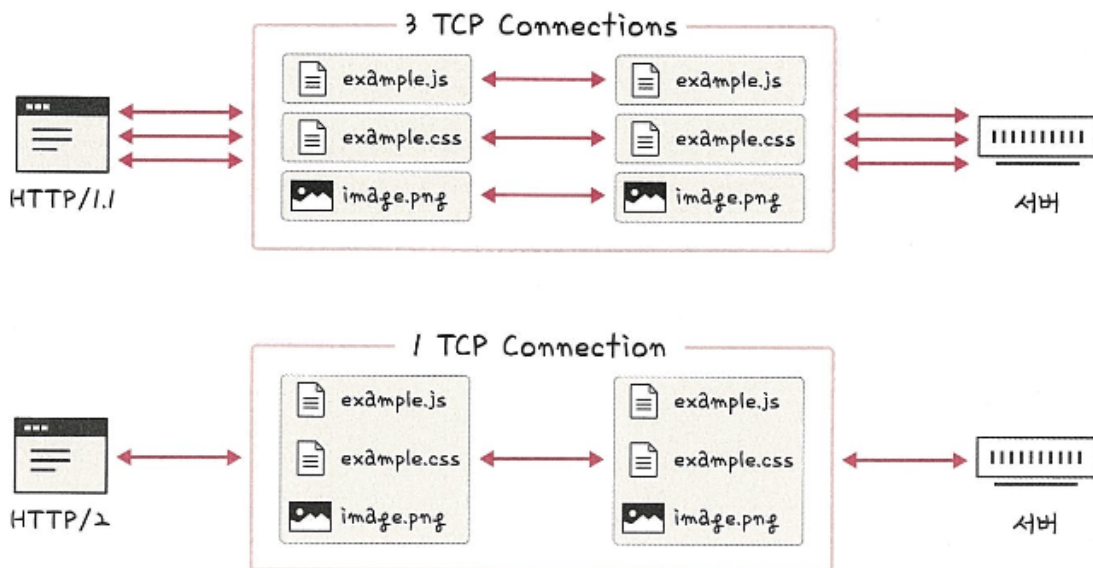 3 TCP Connections
example.js example.js
example.css example.css
image.png image.png
HTTP/1.1 서버
1 TCP Connection
example.js example.js
example.css example.css
image.png image.png
HTTP/2 서버